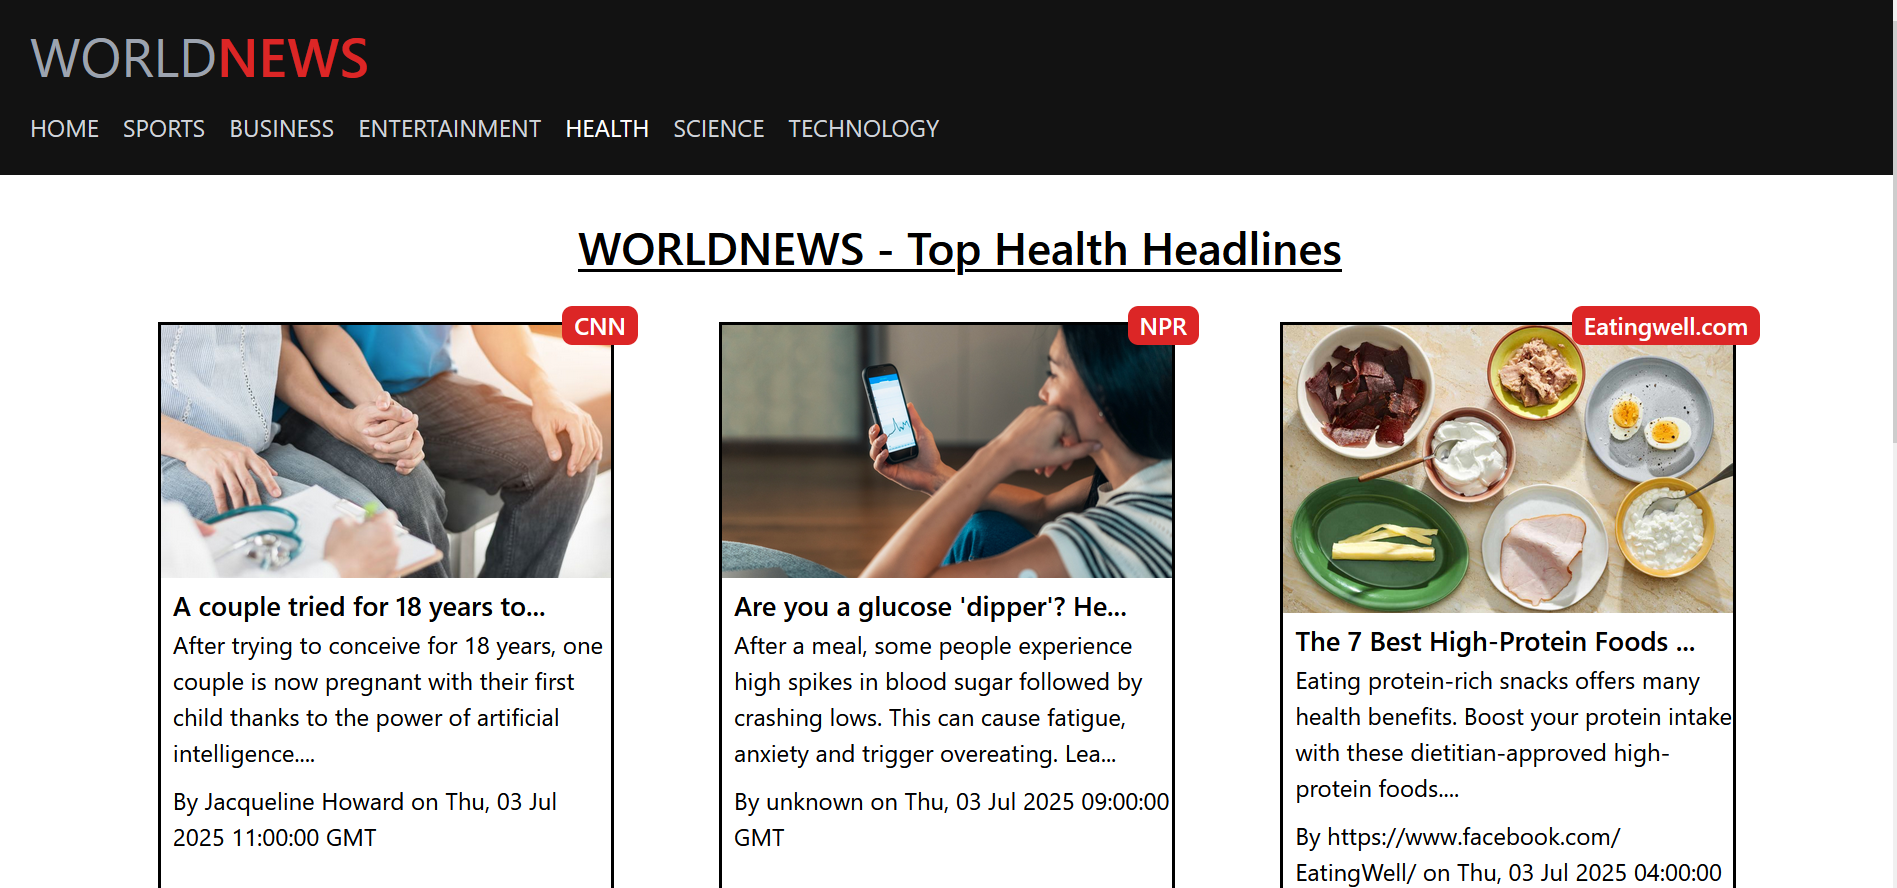 WORLDNEWS
HOME SPORTS BUSINESS ENTERTAINMENT HEALTH SCIENCE TECHNOLOGY
WORLDNEWS - Top Health Headlines
CNN
A couple tried for 18 years to...
After trying to conceive for 18 years, one
couple is now pregnant with their first
child thanks to the power of artificial
intelligence....
By Jacqueline Howard on Thu, 03 Jul
2025 11:00:00 GMT
NPR
Are you a glucose 'dipper'? He...
After a meal, some people experience
high spikes in blood sugar followed by
crashing lows. This can cause fatigue,
anxiety and trigger overeating. Lea...
By unknown on Thu, 03 Jul 2025 09:00:00
GMT
Eatingwell.com
The 7 Best High-Protein Foods ...
Eating protein-rich snacks offers many
health benefits. Boost your protein intake
with these dietitian-approved high-
protein foods....
By https://www.facebook.com/
EatingWell/ on Thu, 03 Jul 2025 04:00:00